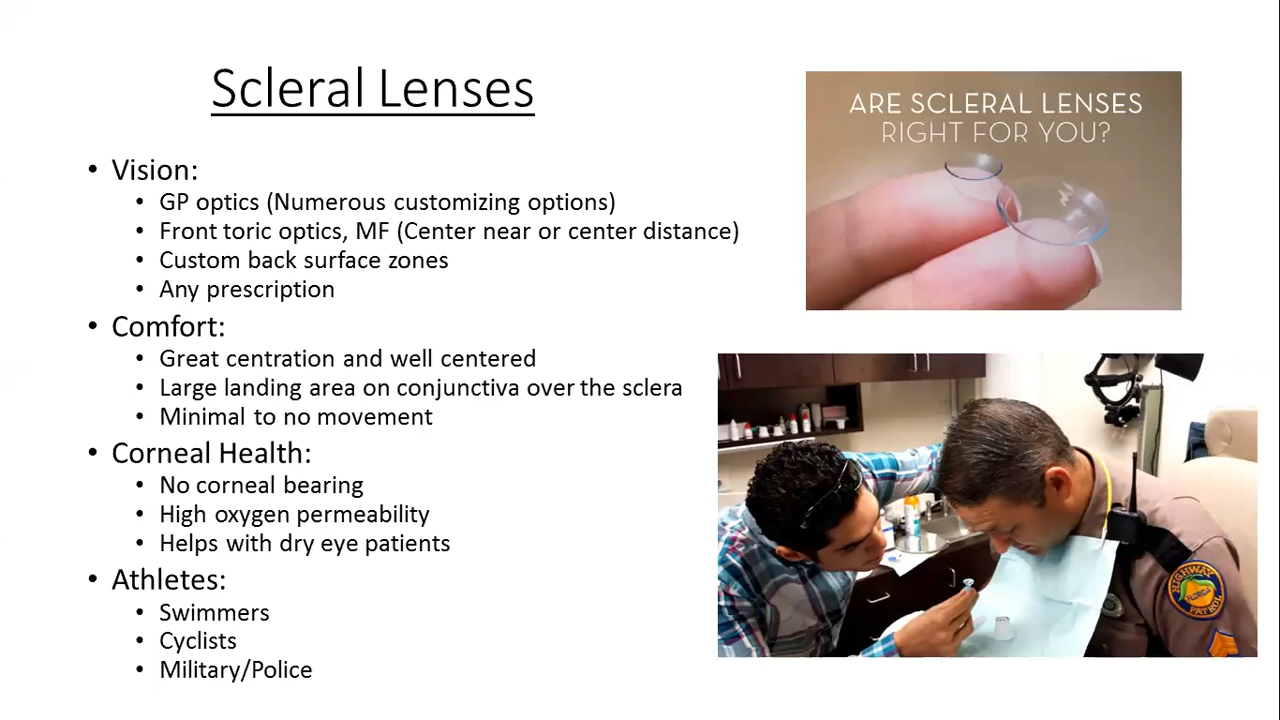 Scleral Lenses
• Vision:
• GP optics (Numerous customizing options)
• Front toric optics, MF (Center near or center distance)
• Custom back surface zones
• Any prescription
• Comfort:
• Great centration and well centered
• Large landing area on conjunctiva over the sclera
• Minimal to no movement
• Corneal Health:
• No corneal bearing
• High oxygen permeability
• Helps with dry eye patients
• Athletes:
• Swimmers
• Cyclists
• Military/Police
ARE SCLERAL LENSES
RIGHT FOR YOU?
HIGHWAY
FLORIDA
PATROL